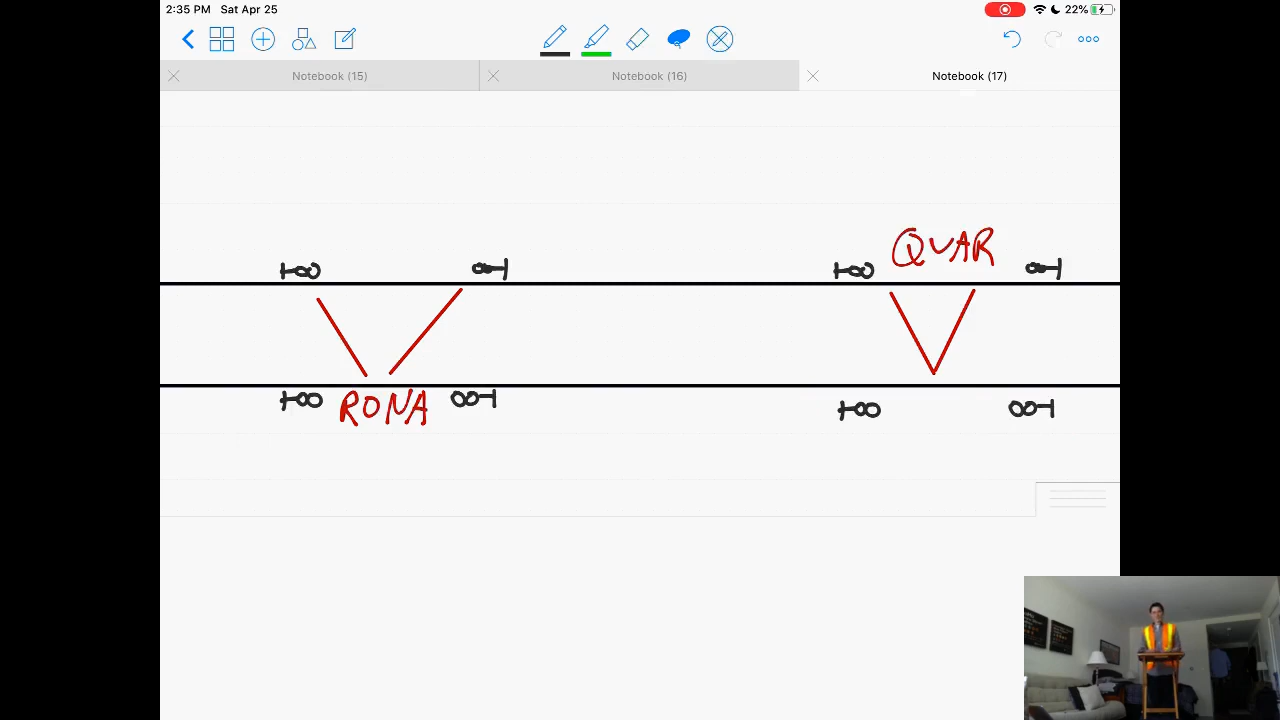 2:35 PM Sat Apr 25
22%
Notebook (15)
Notebook (16)
Notebook (17)
QUAR
RONA